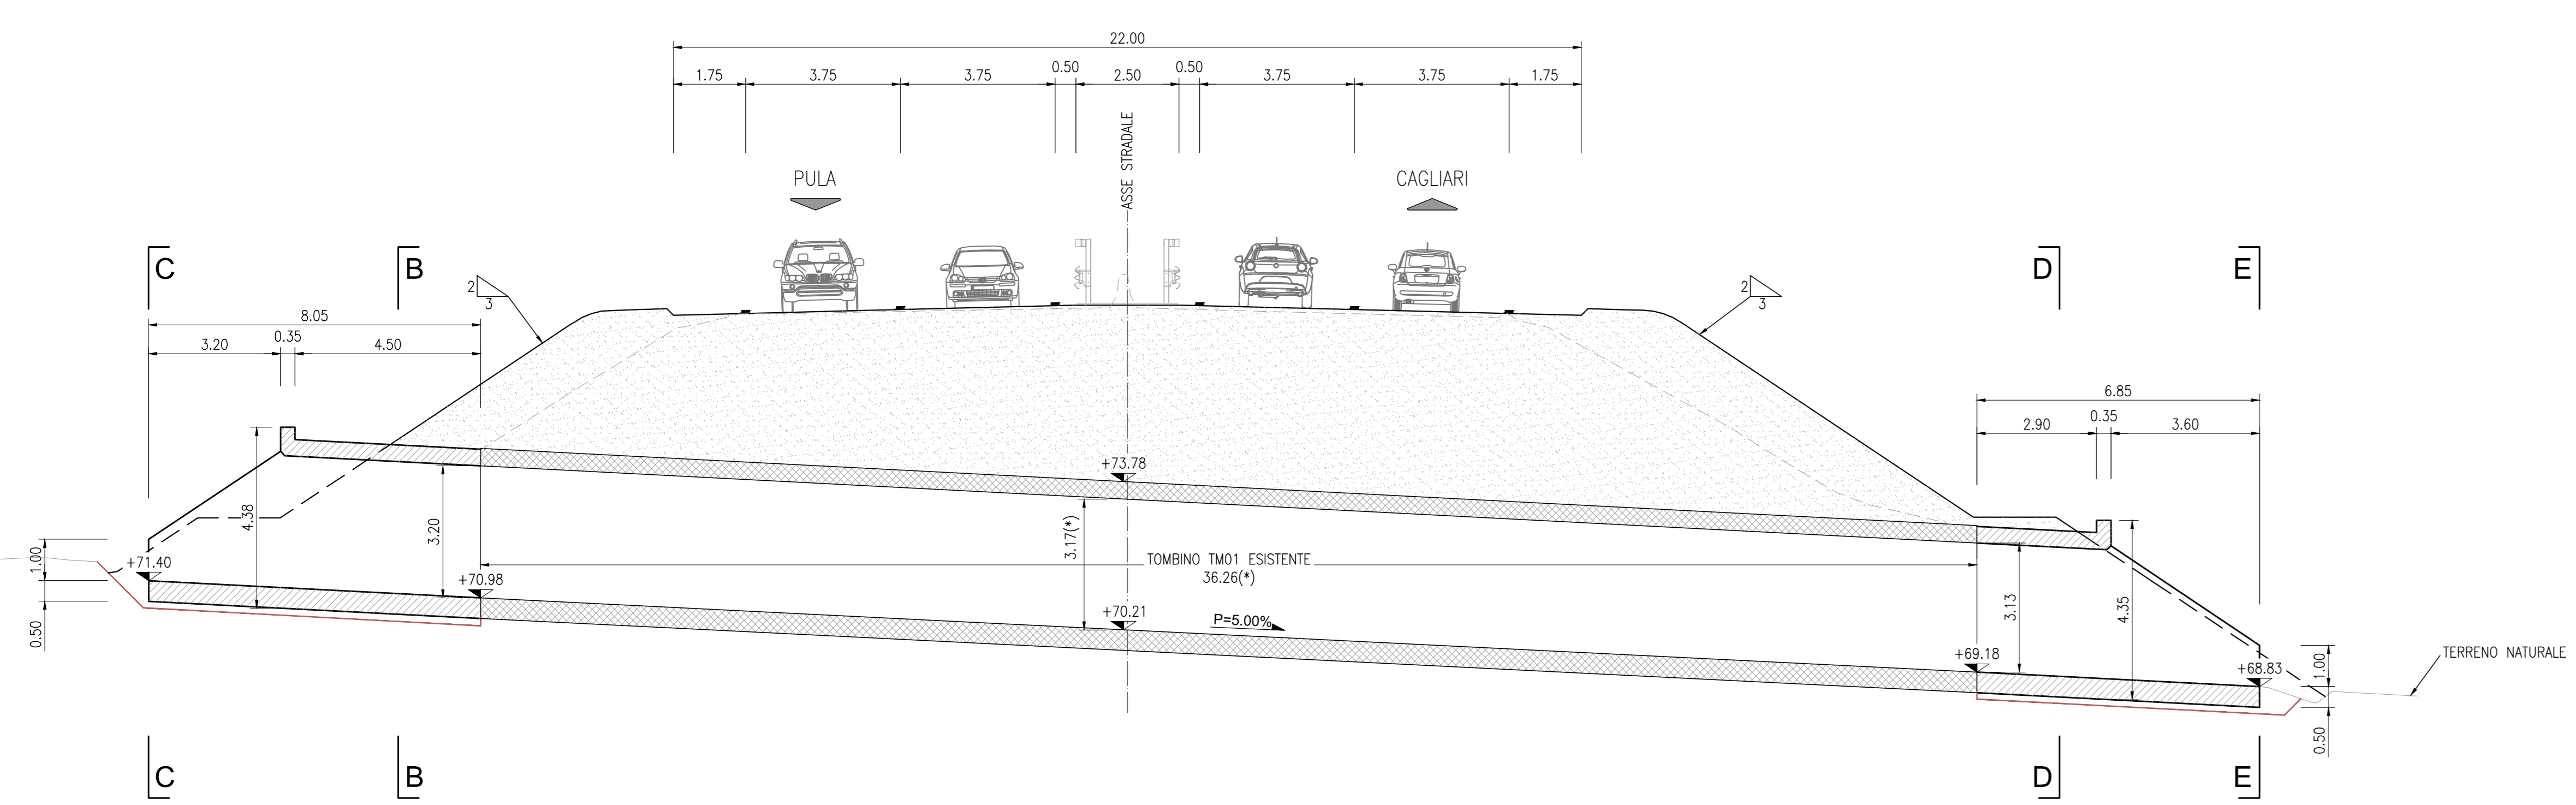 22.00
1.75 3.75 3.75 0.50 2.50 0.50 3.75 3.75 1.75
ASSE STRADALE
PULA
CAGLIARI
C
B
D
E
2
3
2
3
8.05
3.20 0.35 4.50
6.85
2.90 0.35 3.60
+73.78
4.38
3.20
3.17(*)
1.00
+71.40
TOMBINO TM01 ESISTENTE
36.26(*)
+70.98
+70.21
P=5.00%
3.13
4.35
0.50
+69.18
+68.83
1.00
TERRENO NATURALE
0.50
C
B
D
E